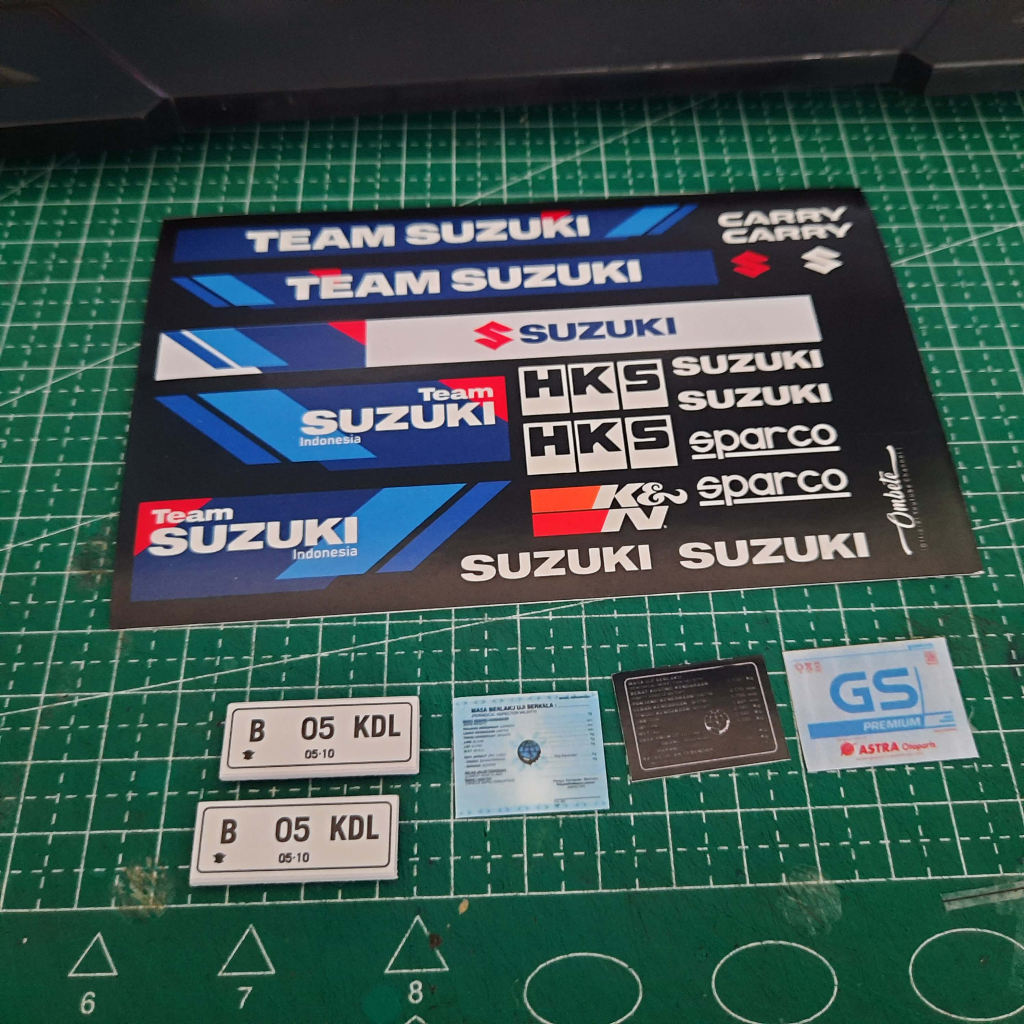 TEAM SUZUKI
CARRY
CARRY
TEAM SUZUKI
SUZUKI
Team
SUZUKI
Indonesia
HKS
SUZUKI
SUZUKI
HKS
sparco
sparco
Team
SUZUKI
Indonesia
K&N
SUZUKI
SUZUKI
Ombete
B 05 KDL
05·10
B 05 KDL
05·10
MASA BERLAKU UJI BERKALA :
GS
PREMIUM
ASTRA Otoparts
6
7
8